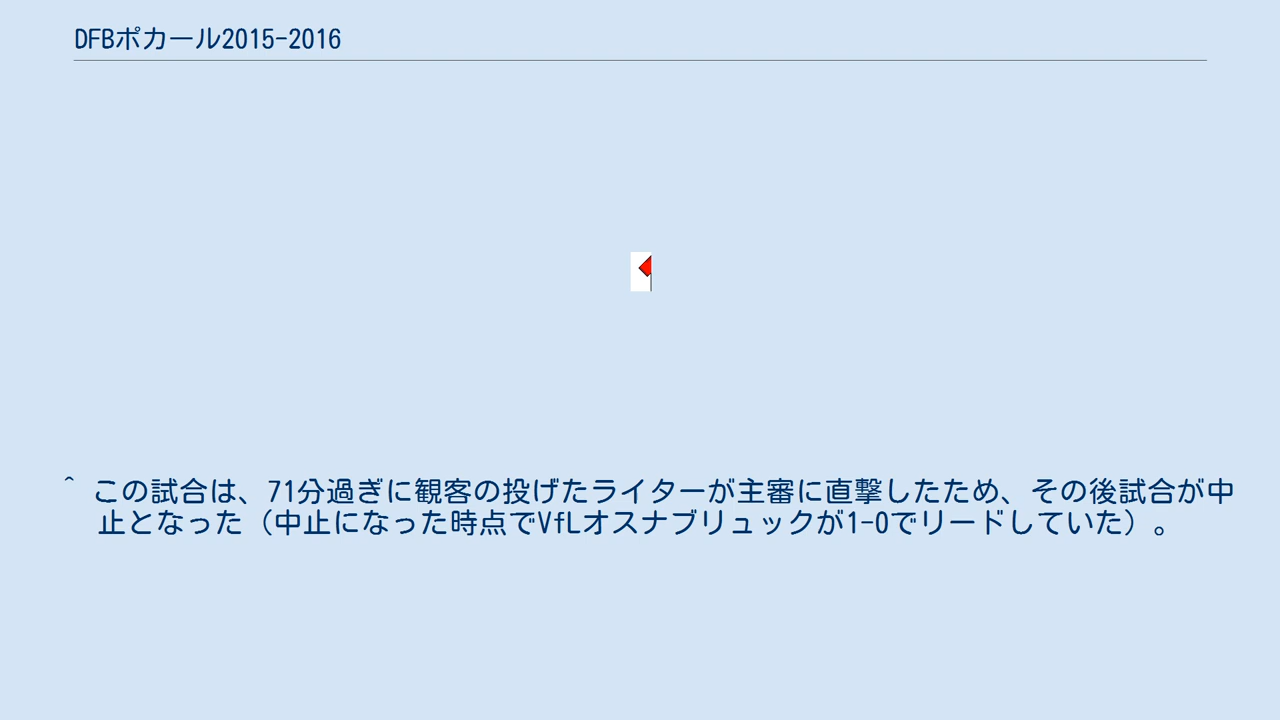 DFBポカール2015-2016
^ この試合は、71分過ぎに観客の投げたライターが主審に直撃したため、その後試合が中
止となった（中止になった時点でVfLオスナブリュックが1-0でリードしていた）。